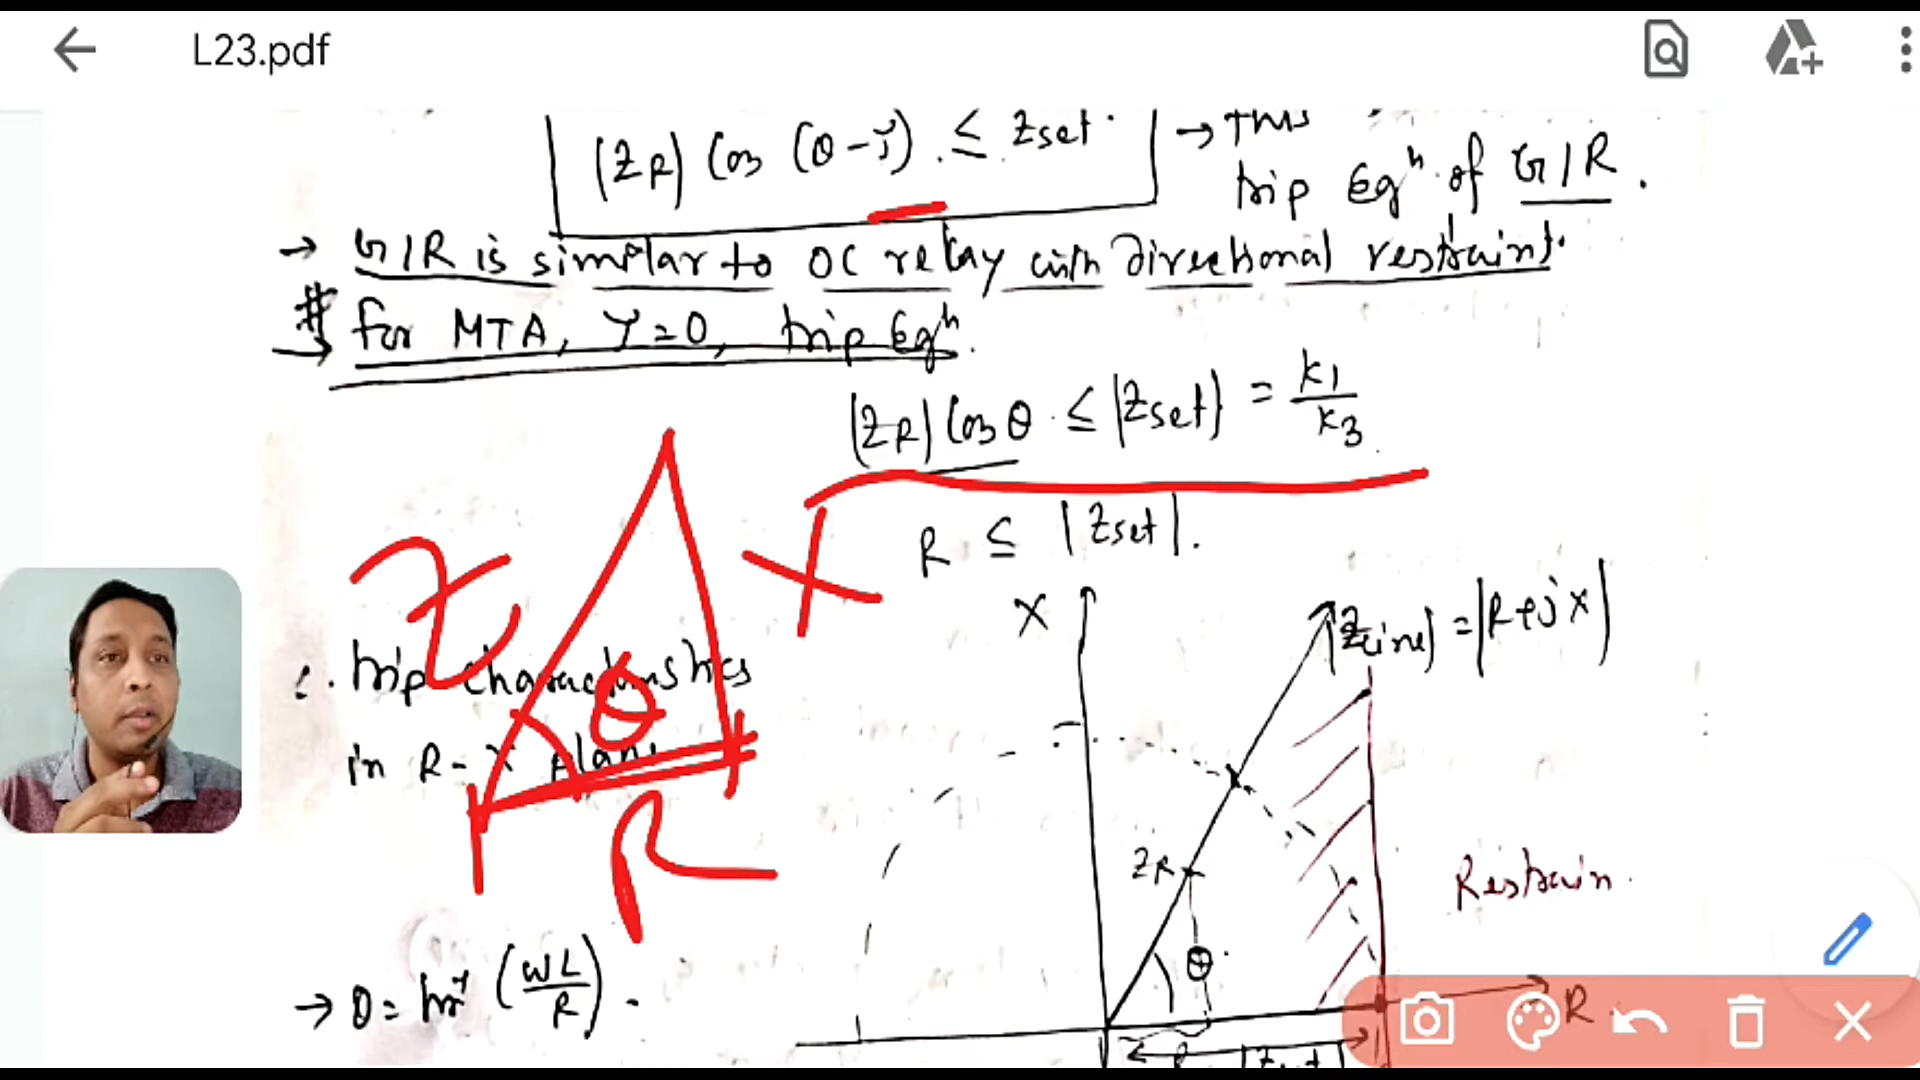 L23.pdf
(ZR) Cos (θ-τ) ≤ Zset. → This
trip Eqⁿ of G/R.
→ G/R is similar to OC relay with Directional restraint.
# for MTA, τ=0, trip Eqⁿ.
|ZR| Cos θ ≤ |Zset| = K1/K3
R ≤ |Zset|.
Z X
θ
R
∴ trip characteristics
in R-X plane
X |Zline| = |R+jX|
ZR
θ
Restrain.
→ θ = tan⁻¹ (ωL/R).
R